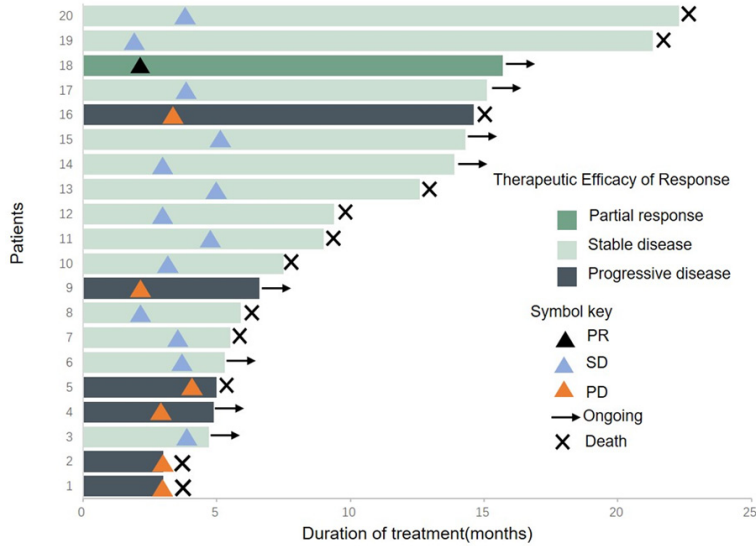 20
19
18
17
16
15
14
13
12
11
10
9
8
7
6
5
4
3
2
1
Patients
Therapeutic Efficacy of Response
Partial response
Stable disease
Progressive disease
Symbol key
PR
SD
PD
Ongoing
Death
0 5 10 15 20 25
Duration of treatment(months)